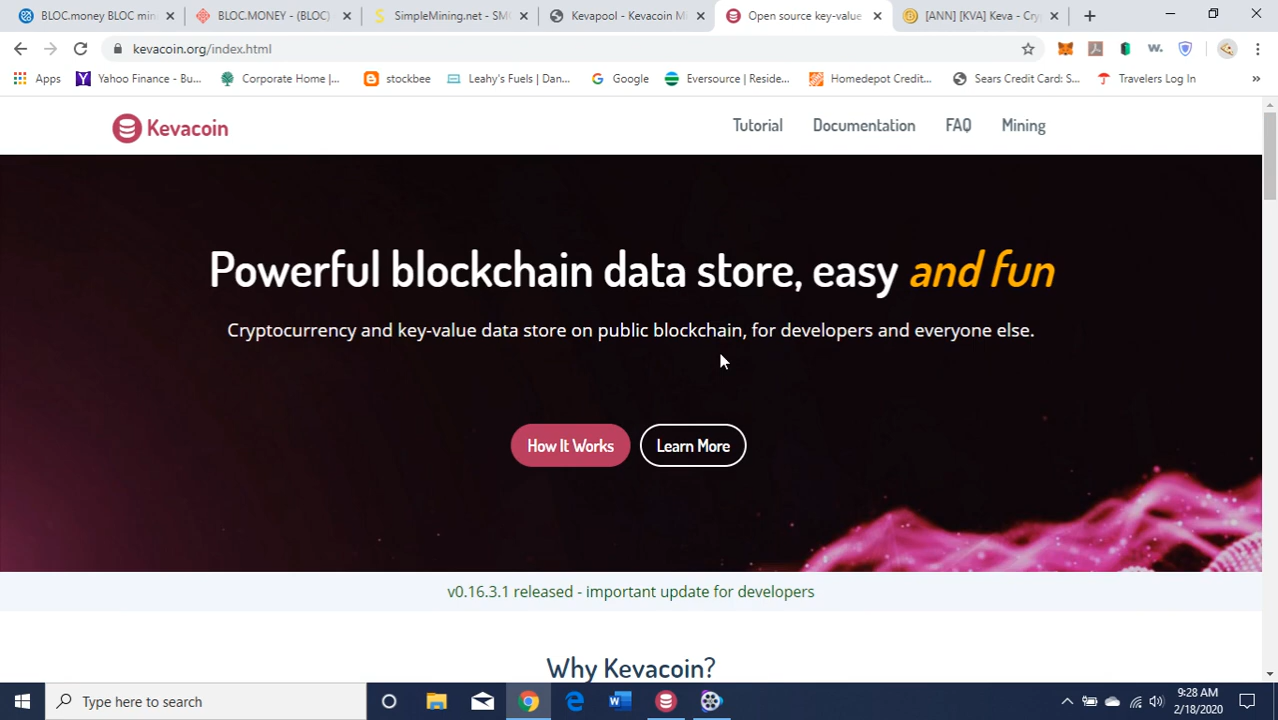 BLOC.money BLOC min
BLOC.MONEY - (BLOC)
SimpleMining.net - SMO
Kevapool - Kevacoin M
Open source key-value
[ANN] [KVA] Keva - Cry
kevacoin.org/index.html
Apps
Yahoo Finance - Bu...
Corporate Home |...
stockbee
Leahy's Fuels | Dan...
Google
Eversource | Reside...
Homedepot Credit...
Sears Credit Card: S...
Travelers Log In
Kevacoin
Tutorial
Documentation
FAQ
Mining
Powerful blockchain data store, easy and fun
Cryptocurrency and key-value data store on public blockchain, for developers and everyone else.
How It Works
Learn More
v0.16.3.1 released - important update for developers
Why Kevacoin?
Type here to search
9:28 AM
2/18/2020